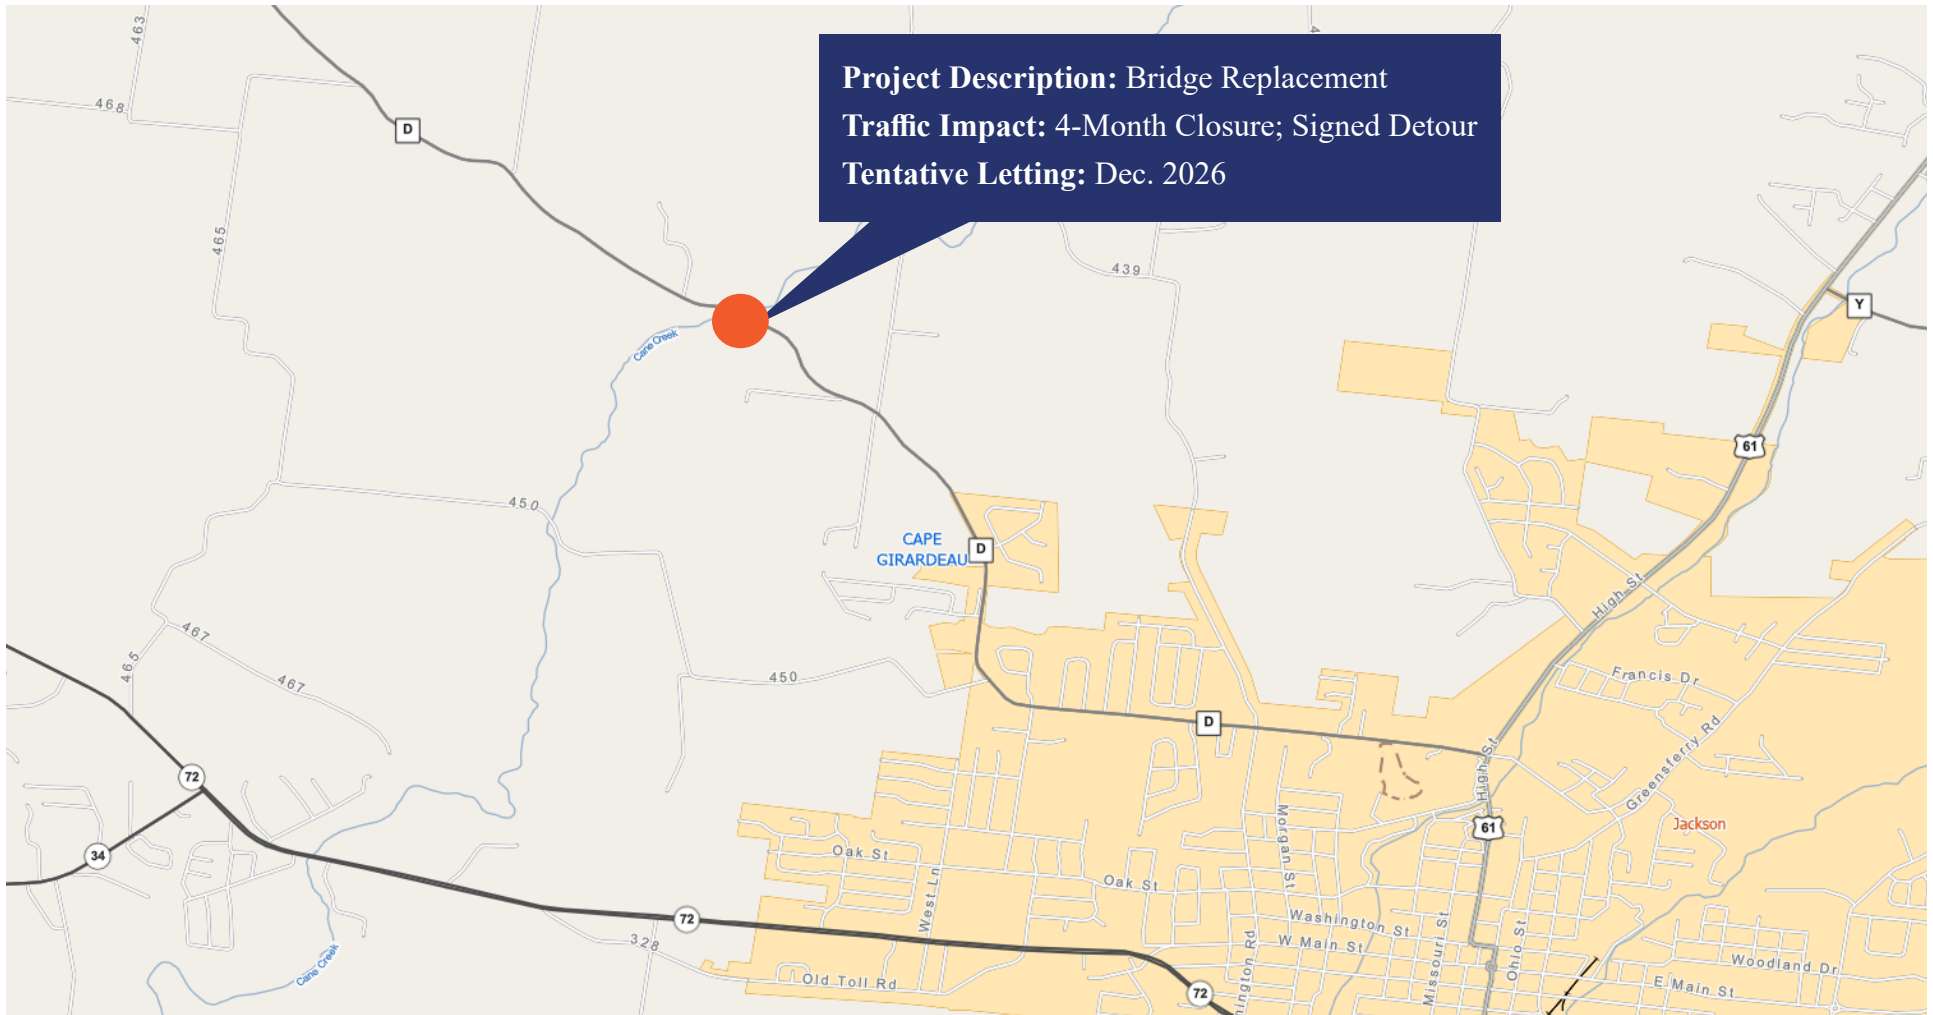 463
4
Project Description: Bridge Replacement
Traffic Impact: 4-Month Closure; Signed Detour
Tentative Letting: Dec. 2026
468
D
465
439
Y
Cane Creek
61
450
CAPE
GIRARDEAU
D
High St
467
465
467
450
Francis Dr
D
High St
Greensferry Rd
72
Morgan St
61
Jackson
34
Oak St
Oak St
West Ln
72
Washington St
328
W Main St
Missouri St
Ohio St
Cane Creek
Old Toll Rd
ington Rd
Woodland Dr
E Main St
72